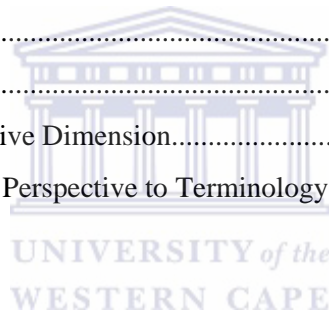 ....................................
....................................
ive Dimension....................
Perspective to Terminology
UNIVERSITY of the
WESTERN CAPE